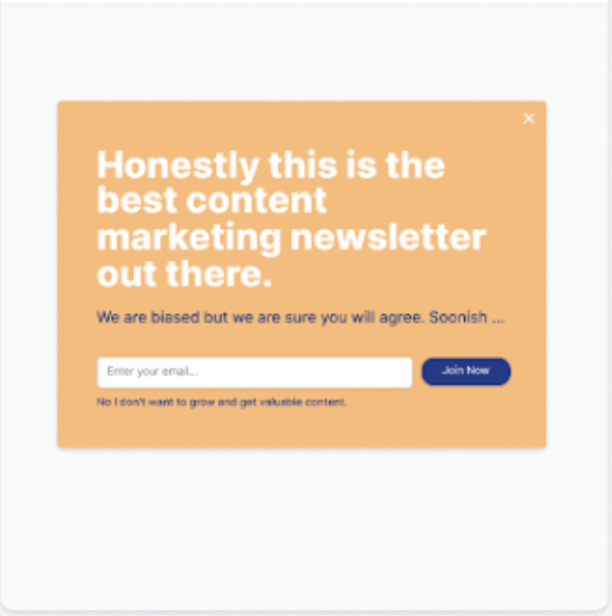 Honestly this is the
best content
marketing newsletter
out there.
We are biased but we are sure you will agree. Soonish ...
Enter your email... Join Now
No I don't want to grow and get valuable content.